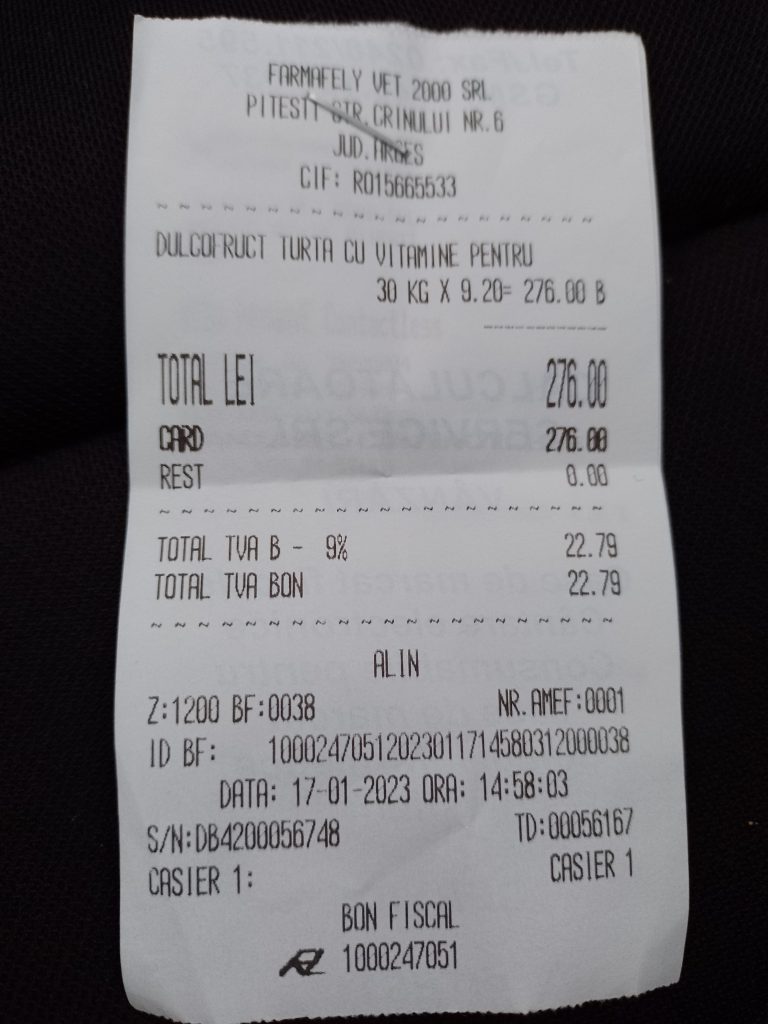 FARMAFELY VET 2000 SRL
PITESTI STR.CRINULUI NR.6
JUD.ARGES
CIF: RO15665533
DULCOFRUCT TURTA CU VITAMINE PENTRU
30 KG X 9.20= 276.00 B
TOTAL LEI 276.00
CARD 276.00
REST 0.00
TOTAL TVA B - 9% 22.79
TOTAL TVA BON 22.79
ALIN
Z:1200 BF:0038 NR.AMEF:0001
ID BF: 10002470512023011714580312000038
DATA: 17-01-2023 ORA: 14:58:03
S/N:DB4200056748 TD:00056167
CASIER 1: CASIER 1
BON FISCAL
1000247051